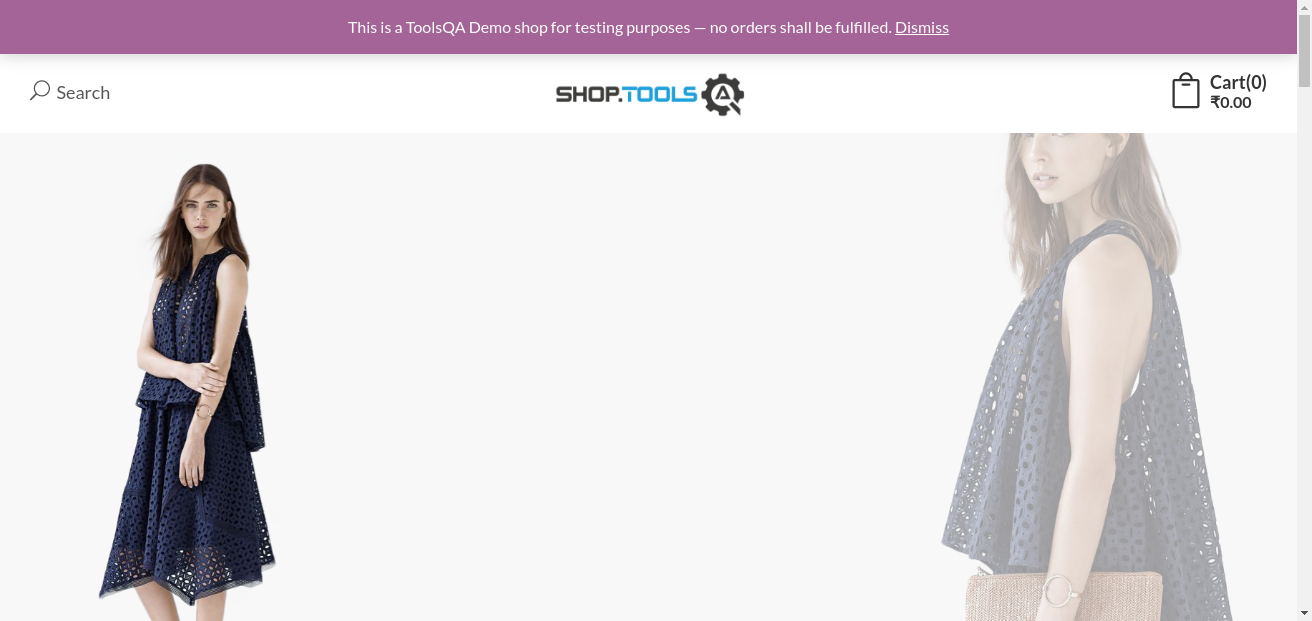 This is a ToolsQA Demo shop for testing purposes — no orders shall be fulfilled. Dismiss
Search
SHOP.TOOLS
Cart(0)
₹0.00